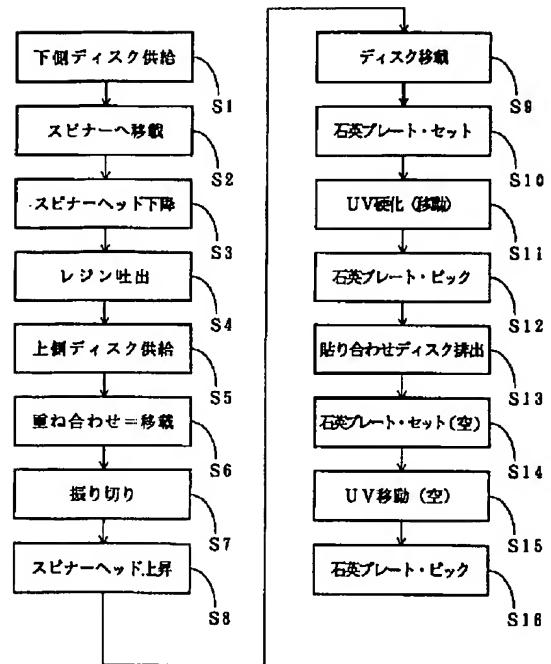 下側ディスク供給
S1
スピナーへ移載
S2
スピナーヘッド下降
S3
レジン吐出
S4
上側ディスク供給
S5
重ね合わせ=移載
S6
振り切り
S7
スピナーヘッド上昇
S8
ディスク移載
S9
石英プレート・セット
S10
UV硬化(移動)
S11
石英プレート・ピック
S12
貼り合わせディスク排出
S13
石英プレート・セット(空)
S14
UV移動(空)
S15
石英プレート・ピック
S16